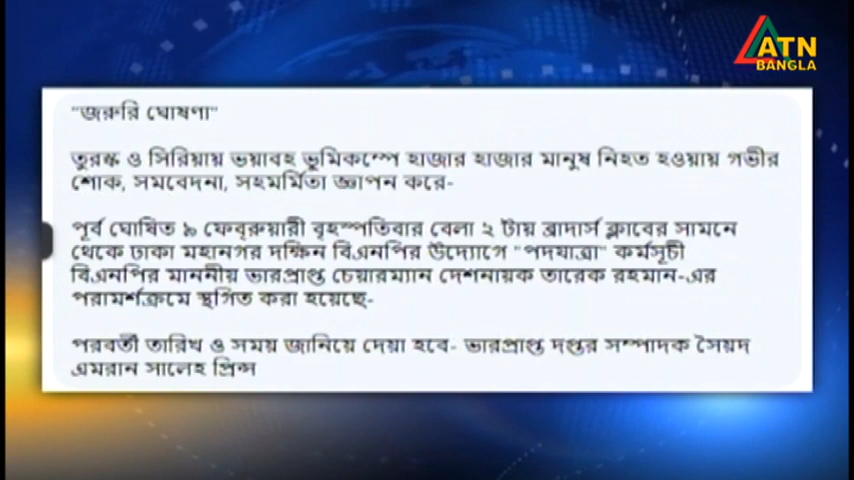 ATN
BANGLA
"জরুরি ঘোষণা"
তুরস্ক ও সিরিয়ায় ভয়াবহ ভূমিকম্পে হাজার হাজার মানুষ নিহত হওয়ায় গভীর
শোক, সমবেদনা, সহমর্মিতা জ্ঞাপন করে-
পূর্ব ঘোষিত ৯ ফেবৃরুয়ারী বৃহস্পতিবার বেলা ২ টায় ব্রাদার্স ক্লাবের সামনে
থেকে ঢাকা মহানগর দক্ষিন বিএনপির উদ্যোগে "পদযাত্রা" কর্মসূচী
বিএনপির মাননীয় ভারপ্রাপ্ত চেয়ারম্যান দেশনায়ক তারেক রহমান-এর
পরামর্শক্রমে স্থগিত করা হয়েছে-
পরবর্তী তারিখ ও সময় জানিয়ে দেয়া হবে- ভারপ্রাপ্ত দপ্তর সম্পাদক সৈয়দ
এমরান সালেহ প্রিন্স